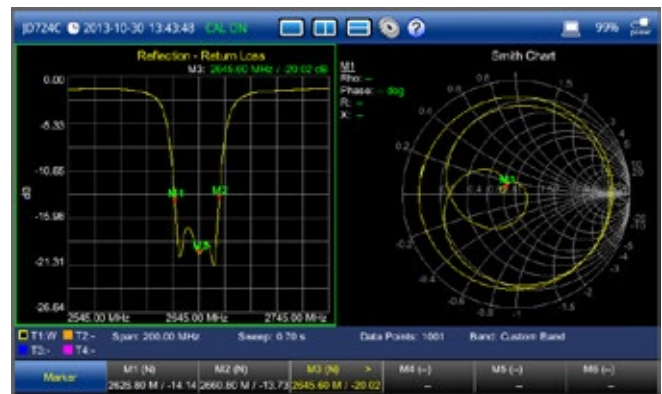 JD724C 2013-10-30 13:43:48 CAL ON
99%
Reflection - Return Loss
M3: 2645.60 MHz / -20.02 dB
0.00
-5.33
-10.65
dB
-15.98
-21.31
-26.64
M1
M2
M3
2545.00 MHz 2645.00 MHz 2745.00 MHz
Smith Chart
M1
Rho: --
Phase: -- deg
R: --
X: --
M1
T1:W T2:- Span: 200.00 MHz Sweep: 0.70 s Data Points: 1001 Band: Custom Band
T3:- T4:-
Marker
M1 (N) M2 (N) M3 (N) > M4 (--) M5 (--) M6 (--)
2625.80 M / -14.14 2660.80 M / -13.73 2645.60 M / -20.02 -- -- --